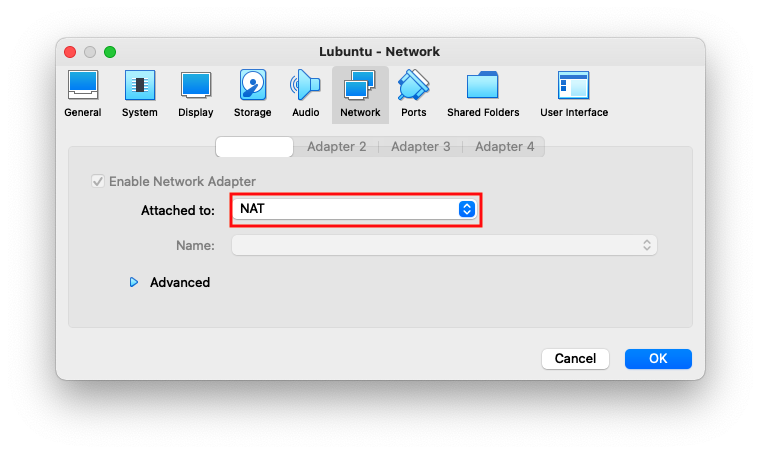 Lubuntu - Network
General System Display Storage Audio Network Ports Shared Folders User Interface
Adapter 2 Adapter 3 Adapter 4
Enable Network Adapter
Attached to: NAT
Name:
Advanced
Cancel OK